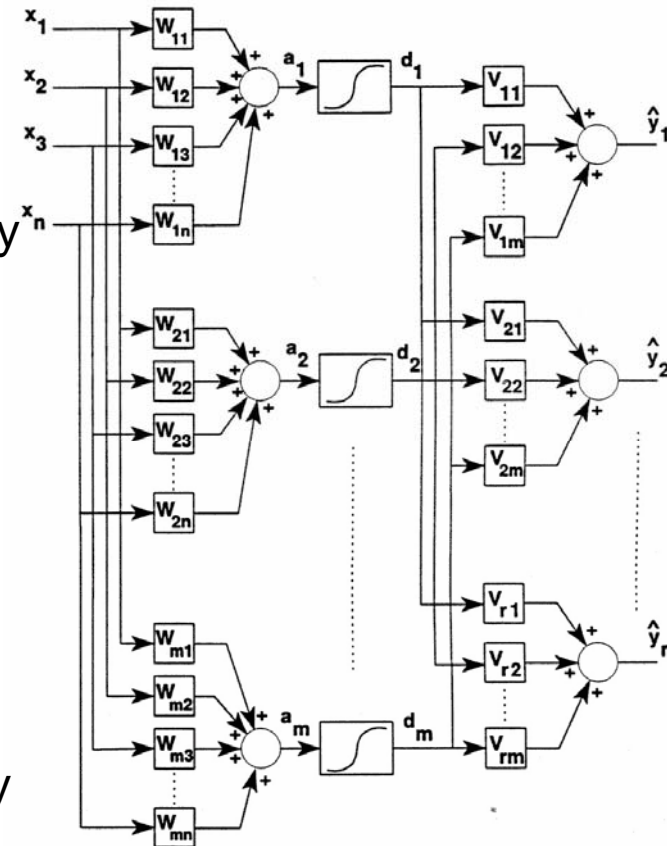 x1 W11 + a1 d1 V11 +
x2 W12 + + V12 + ŷ1
x3 W13 + + +
xn W1n V1m
y
W21 + a2 d2 V21 +
W22 + + V22 + ŷ2
W23 + + +
W2n V2m
Wm1 + am dm Vr1 +
Wm2 + + Vr2 + ŷr
Wm3 + + +
Wmn Vrm
y